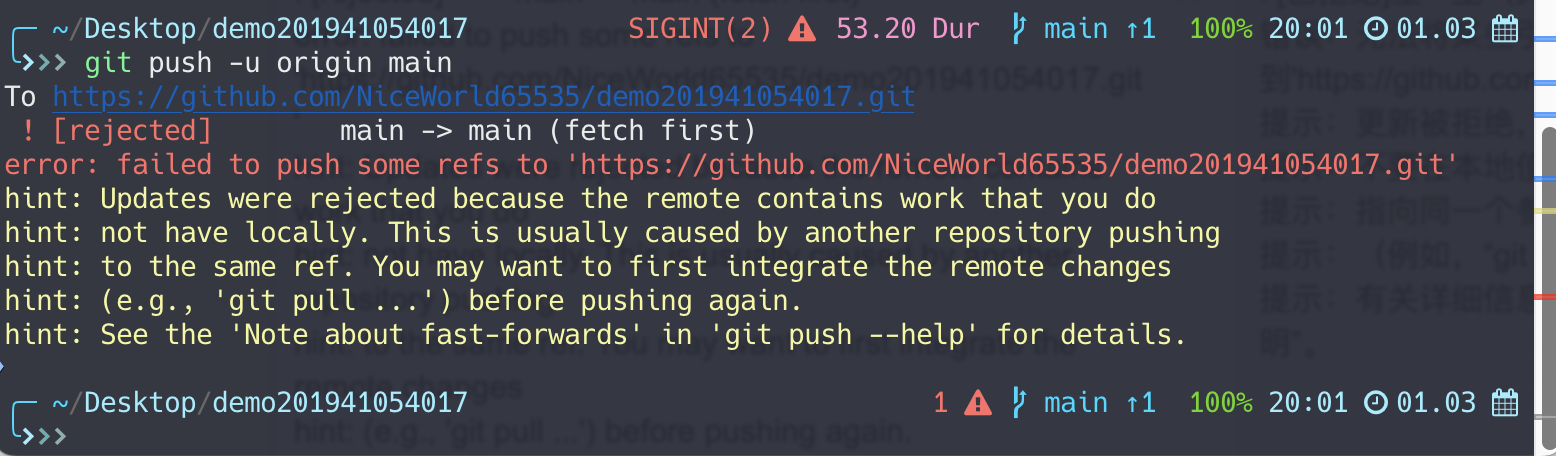 ~/Desktop/demo201941054017 SIGINT(2) 53.20 Dur main ↑1 100% 20:01 01.03
❯❯❯ git push -u origin main
To https://github.com/NiceWorld65535/demo201941054017.git
! [rejected] main -> main (fetch first)
error: failed to push some refs to 'https://github.com/NiceWorld65535/demo201941054017.git'
hint: Updates were rejected because the remote contains work that you do
hint: not have locally. This is usually caused by another repository pushing
hint: to the same ref. You may want to first integrate the remote changes
hint: (e.g., 'git pull ...') before pushing again.
hint: See the 'Note about fast-forwards' in 'git push --help' for details.
~/Desktop/demo201941054017 1 main ↑1 100% 20:01 01.03
❯❯❯